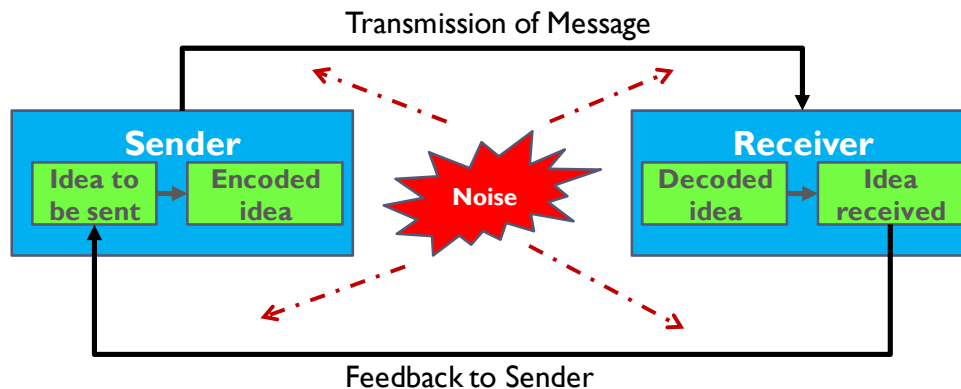 Transmission of Message
Sender
Receiver
Idea to
be sent
Encoded
idea
Noise
Decoded
idea
Idea
received
Feedback to Sender